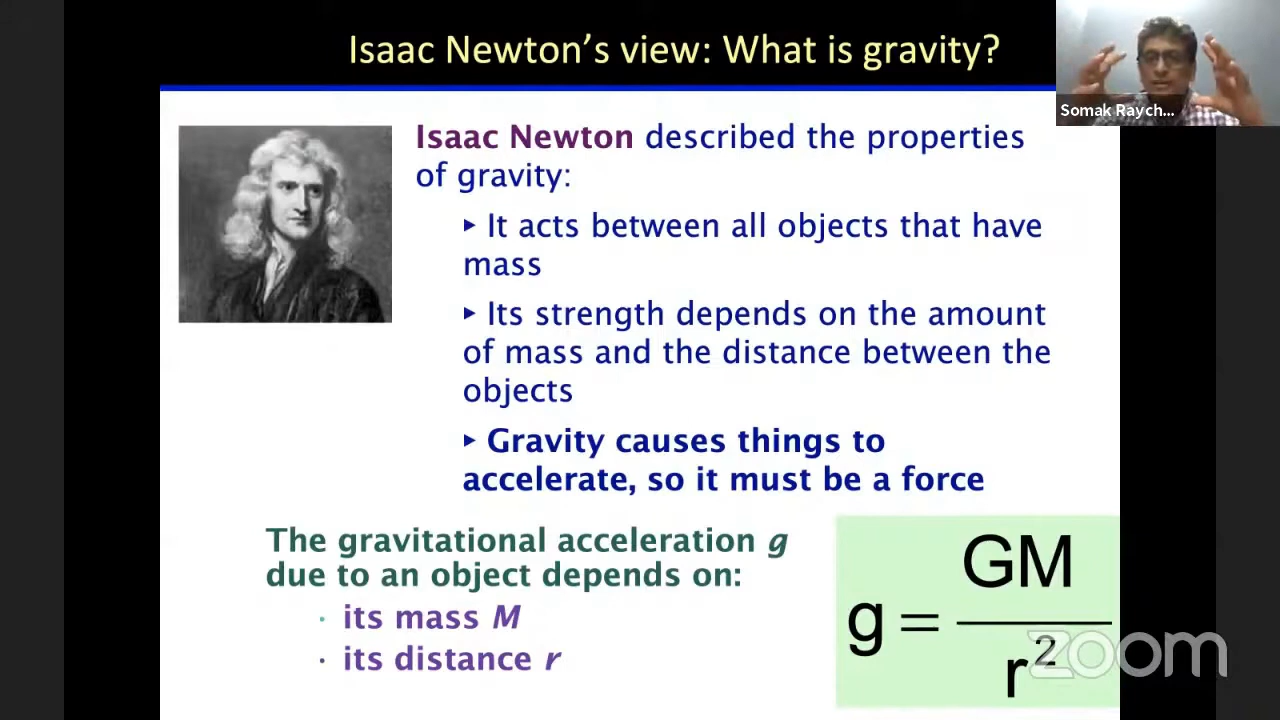 Isaac Newton’s view: What is gravity?
Somak Raych...
Isaac Newton described the properties
of gravity:
▸ It acts between all objects that have
mass
▸ Its strength depends on the amount
of mass and the distance between the
objects
▸ Gravity causes things to
accelerate, so it must be a force
The gravitational acceleration g
due to an object depends on:
· its mass M
· its distance r
g = GM / r²
zoom